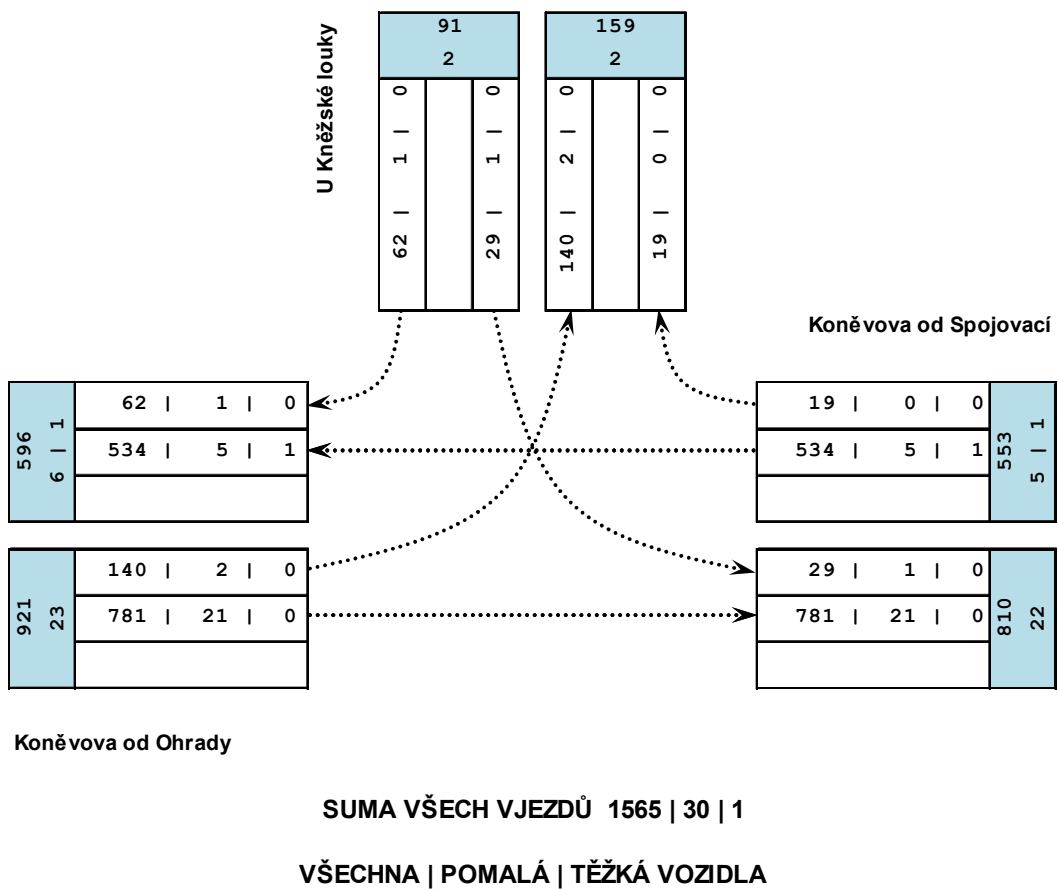 U Kněžské louky
91
2
62 | 1 | 0
29 | 1 | 0
159
2
140 | 2 | 0
19 | 0 | 0
Koněvova od Spojovací
596
6 | 1
62 | 1 | 0
534 | 5 | 1
19 | 0 | 0
534 | 5 | 1
553
5 | 1
921
23
140 | 2 | 0
781 | 21 | 0
29 | 1 | 0
781 | 21 | 0
810
22
Koněvova od Ohrady
SUMA VŠECH VJEZDŮ 1565 | 30 | 1
VŠECHNA | POMALÁ | TĚŽKÁ VOZIDLA